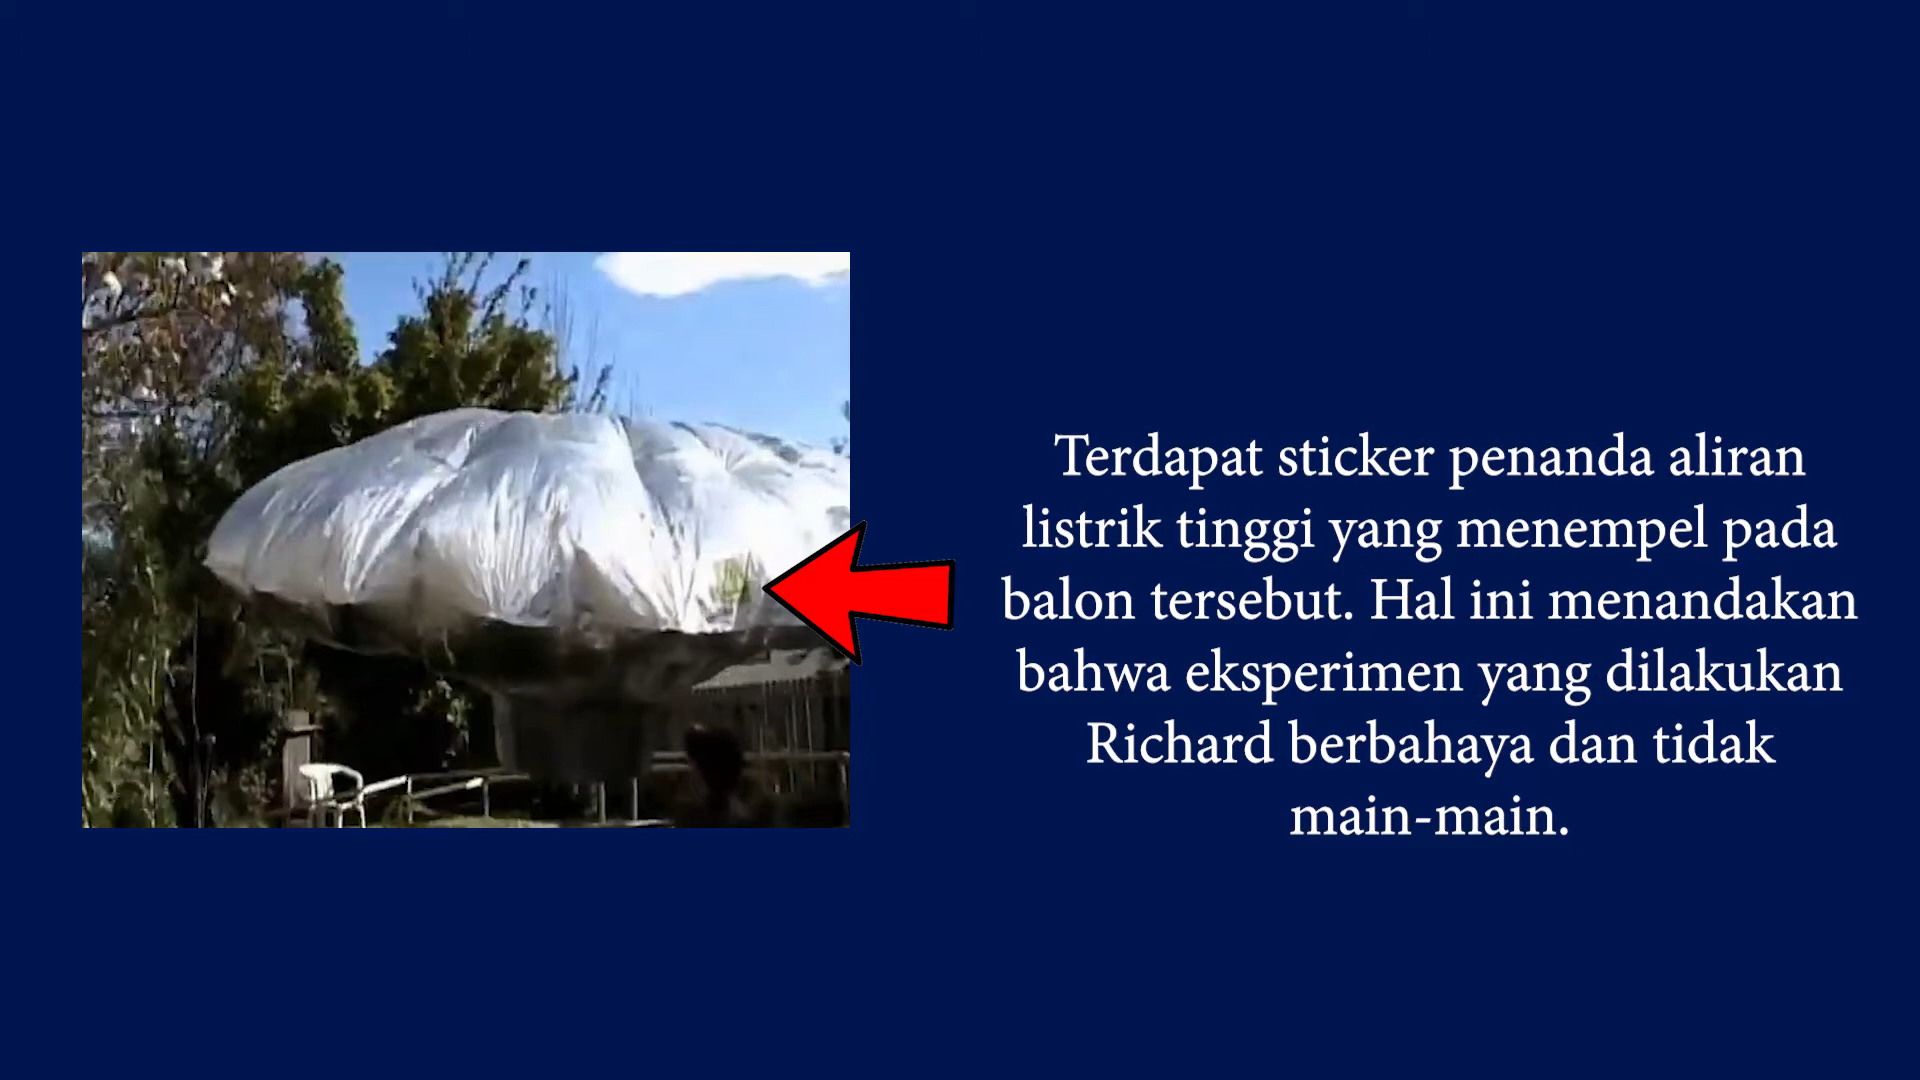 Terdapat sticker penanda aliran
listrik tinggi yang menempel pada
balon tersebut. Hal ini menandakan
bahwa eksperimen yang dilakukan
Richard berbahaya dan tidak
main-main.